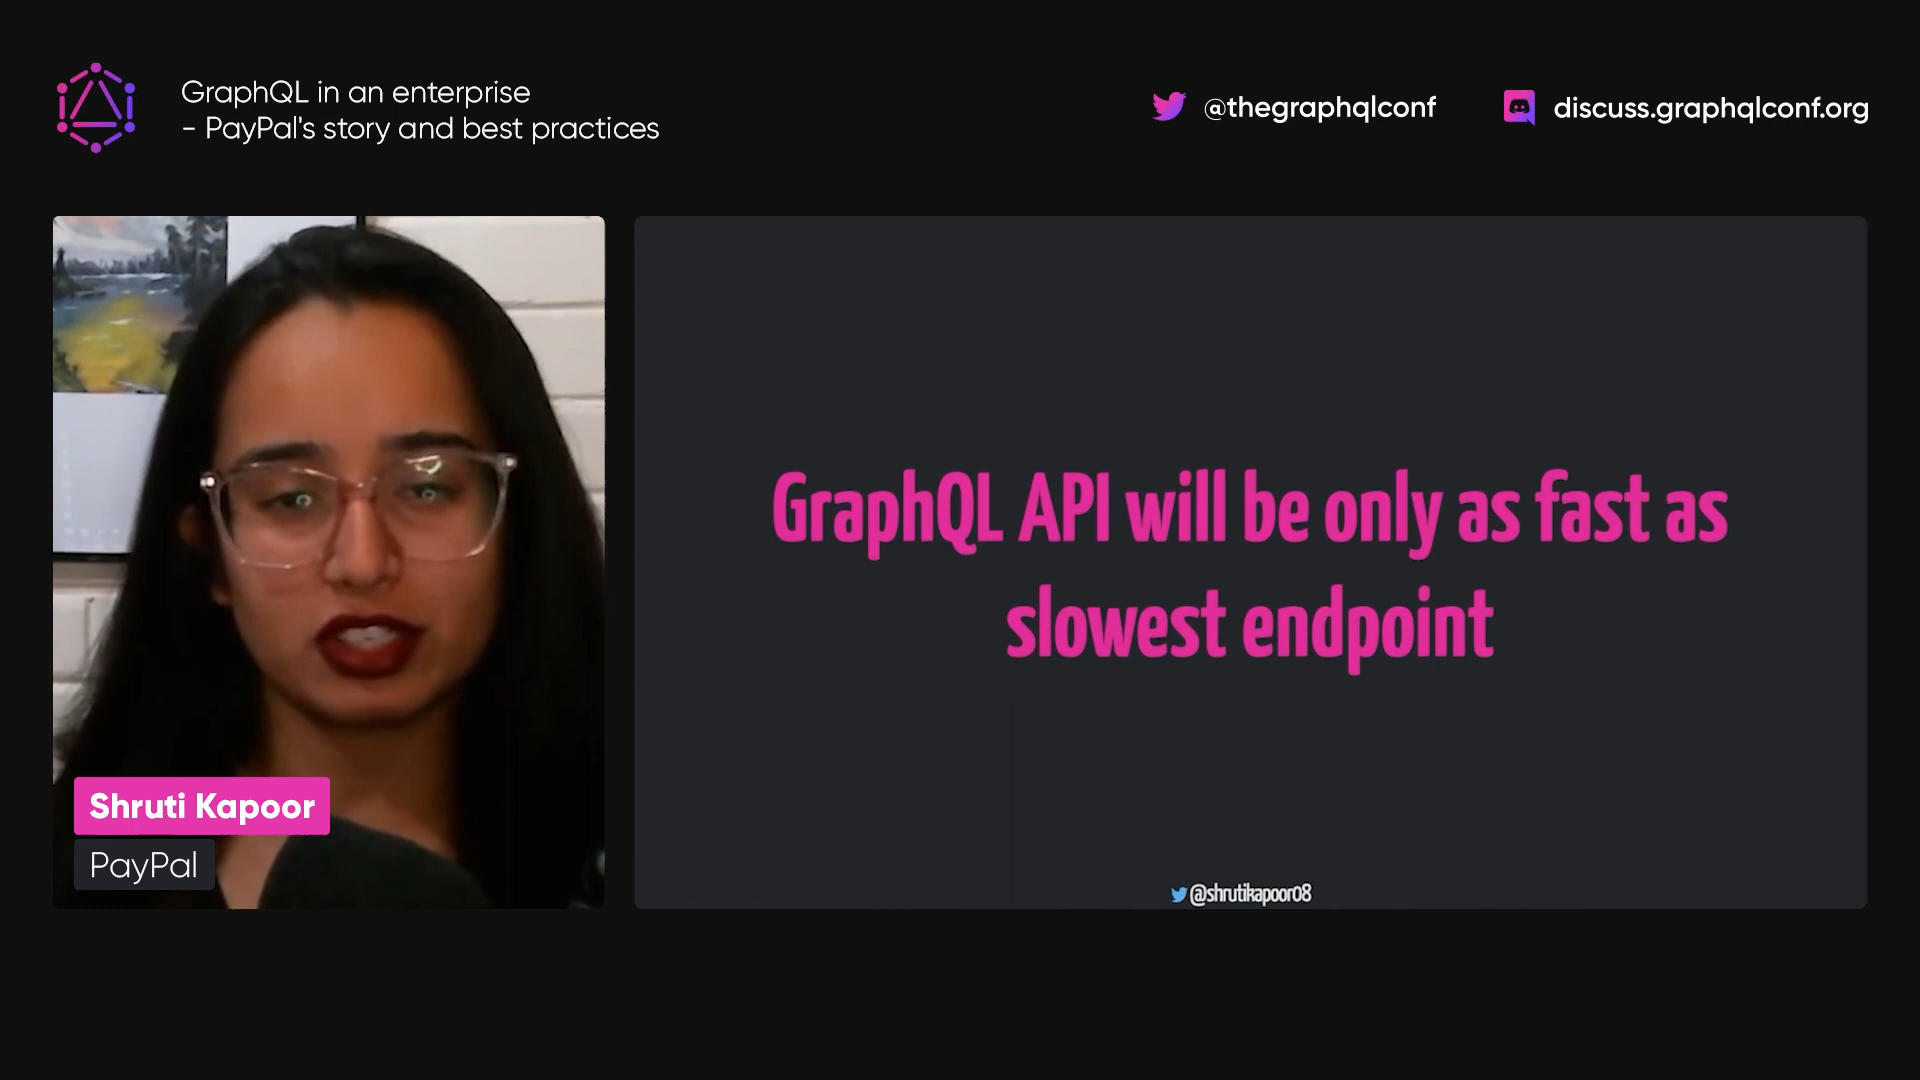 GraphQL in an enterprise
- PayPal's story and best practices
@thegraphqlconf
discuss.graphqlconf.org
GraphQL API will be only as fast as
slowest endpoint
Shruti Kapoor
PayPal
@shrutikapoor08